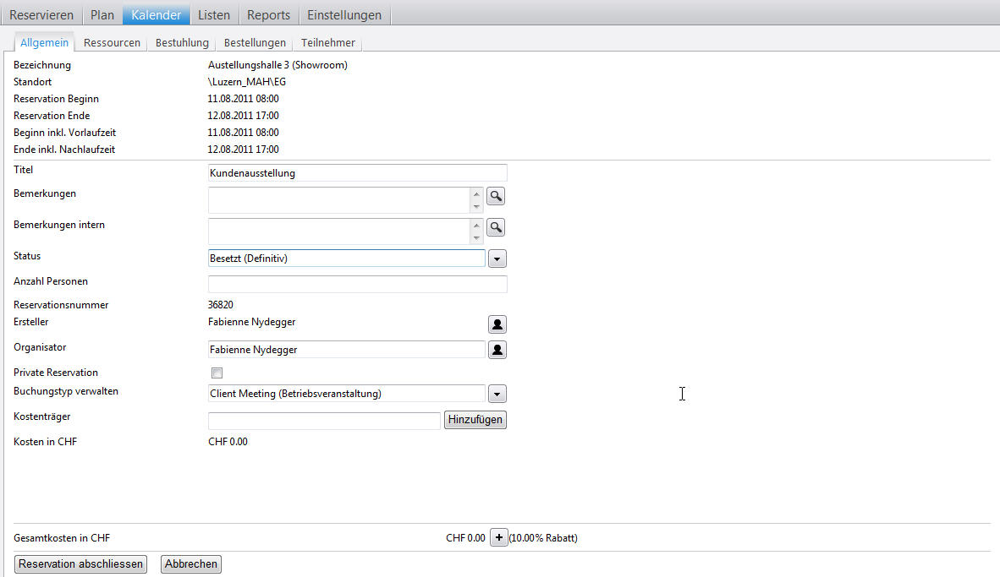 Reservieren Plan Kalender Listen Reports Einstellungen
Allgemein Ressourcen Bestuhlung Bestellungen Teilnehmer
Bezeichnung Austellungshalle 3 (Showroom)
Standort \Luzern_MAH\EG
Reservation Beginn 11.08.2011 08:00
Reservation Ende 12.08.2011 17:00
Beginn inkl. Vorlaufzeit 11.08.2011 08:00
Ende inkl. Nachlaufzeit 12.08.2011 17:00
Titel Kundenausstellung
Bemerkungen
Bemerkungen intern
Status Besetzt (Definitiv)
Anzahl Personen
Reservationsnummer 36820
Ersteller Fabienne Nydegger
Organisator Fabienne Nydegger
Private Reservation
Buchungstyp verwalten Client Meeting (Betriebsveranstaltung)
Kostenträger Hinzufügen
Kosten in CHF CHF 0.00
Gesamtkosten in CHF CHF 0.00 + (10.00% Rabatt)
Reservation abschliessen Abbrechen